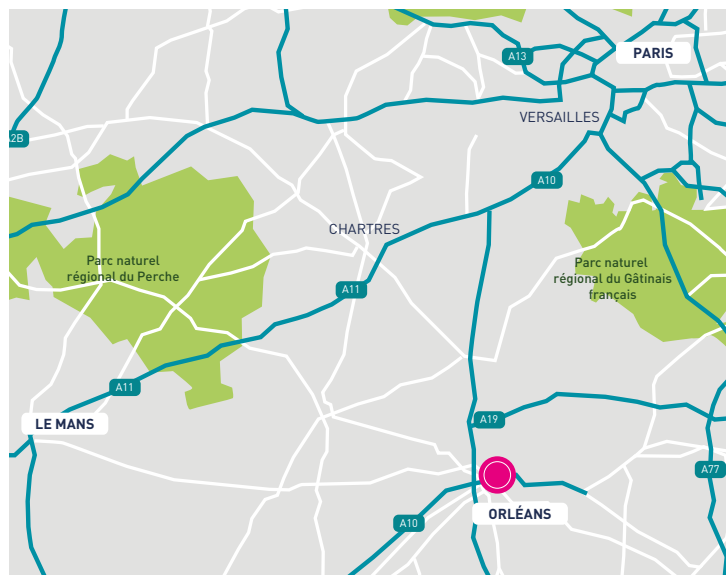 A13
PARIS
VERSAILLES
2B
A10
CHARTRES
Parc naturel
régional du Perche
Parc naturel
régional du Gâtinais
français
A11
A11
LE MANS
A19
A77
ORLÉANS
A10